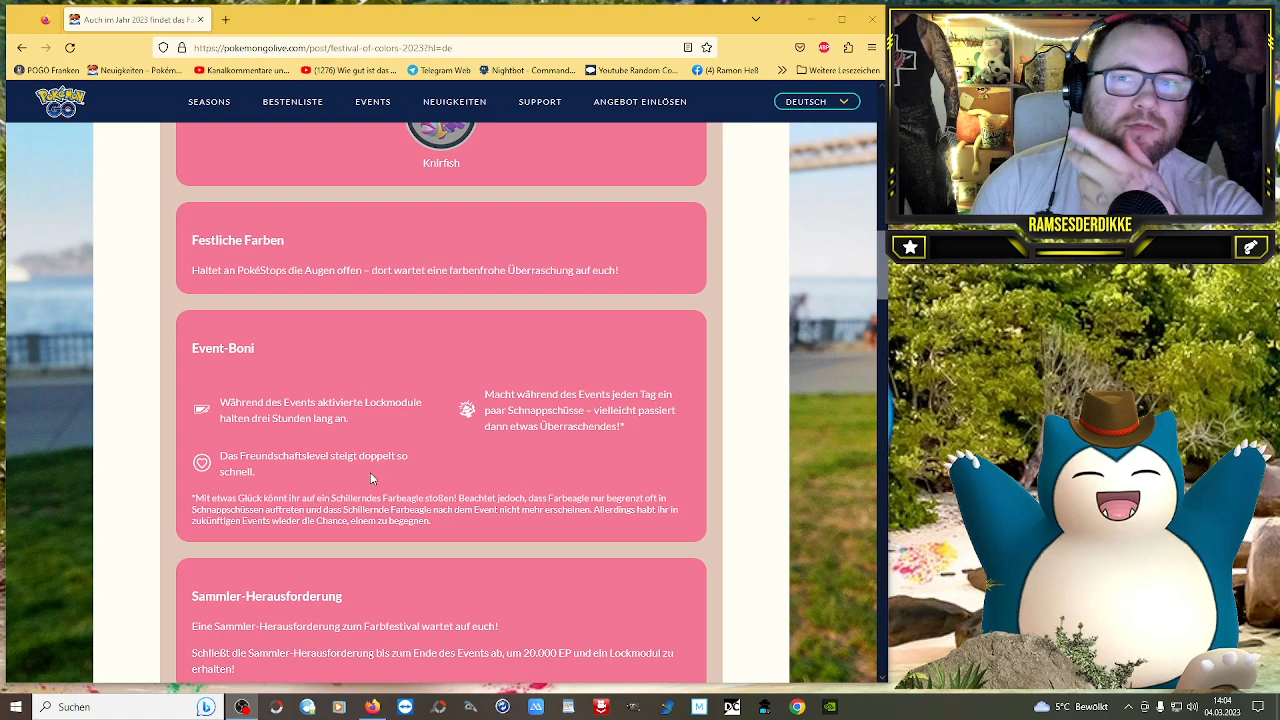 Auch im Jahr 2023 findet das Fa
https://pokemongolive.com/post/festival-of-colors-2023?hl=de
POGO Franken
Neuigkeiten – Pokém...
Kanalkommentare un...
(1276) Wie gut ist das ...
Telegram Web
Nightbot - Command...
Youtube Random Co...
(4) Ramon Heß
Weitere Lesezeichen
Pokémon GO
SEASONS
BESTENLISTE
EVENTS
NEUIGKEITEN
SUPPORT
ANGEBOT EINLÖSEN
DEUTSCH
Knirfish
Festliche Farben
Haltet an PokéStops die Augen offen – dort wartet eine farbenfrohe Überraschung auf euch!
Event-Boni
Während des Events aktivierte Lockmodule
halten drei Stunden lang an.
Macht während des Events jeden Tag ein
paar Schnappschüsse – vielleicht passiert
dann etwas Überraschendes!*
Das Freundschaftslevel steigt doppelt so
schnell.
*Mit etwas Glück könnt ihr auf ein Schillerndes Farbeagle stoßen! Beachtet jedoch, dass Farbeagle nur begrenzt oft in
Schnappschüssen auftreten und dass Schillernde Farbeagle nach dem Event nicht mehr erscheinen. Allerdings habt ihr in
zukünftigen Events wieder die Chance, einem zu begegnen.
Sammler-Herausforderung
Eine Sammler-Herausforderung zum Farbfestival wartet auf euch!
Schließt die Sammler-Herausforderung bis zum Ende des Events ab, um 20.000 EP und ein Lockmodul zu
erhalten!
RAMSESDERDIKKE
Suchen
5°C Bewölkt
14:04
04.03.2023